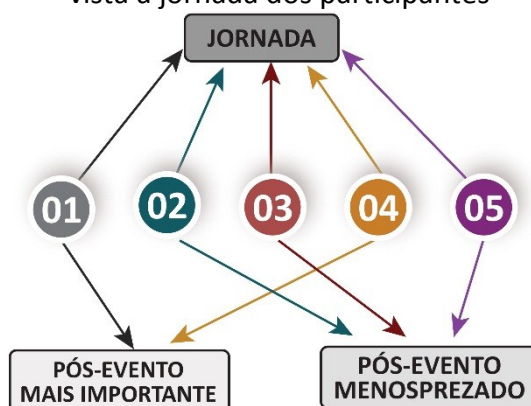 vista a jornada dos participantes
JORNADA
01 02 03 04 05
PÓS-EVENTO
MAIS IMPORTANTE
PÓS-EVENTO
MENOSPREZADO